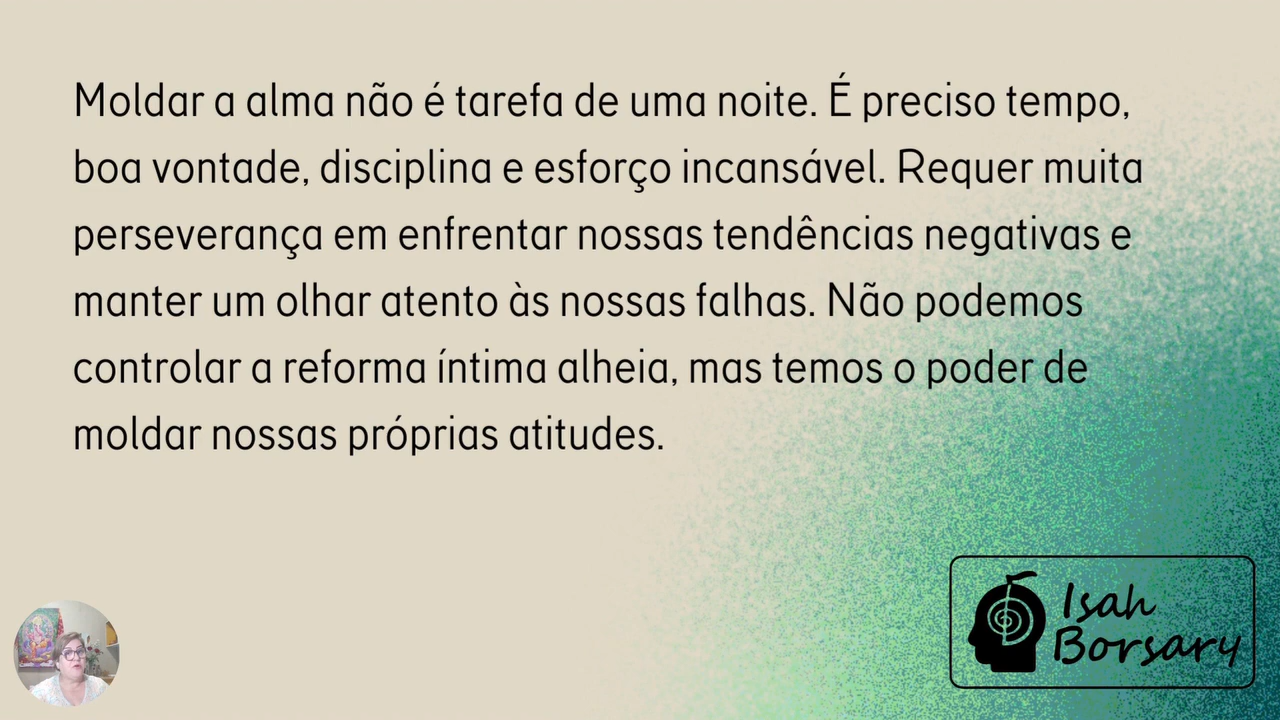 Moldar a alma não é tarefa de uma noite. É preciso tempo,
boa vontade, disciplina e esforço incansável. Requer muita
perseverança em enfrentar nossas tendências negativas e
manter um olhar atento às nossas falhas. Não podemos
controlar a reforma íntima alheia, mas temos o poder de
moldar nossas próprias atitudes.
Isah
Borsary